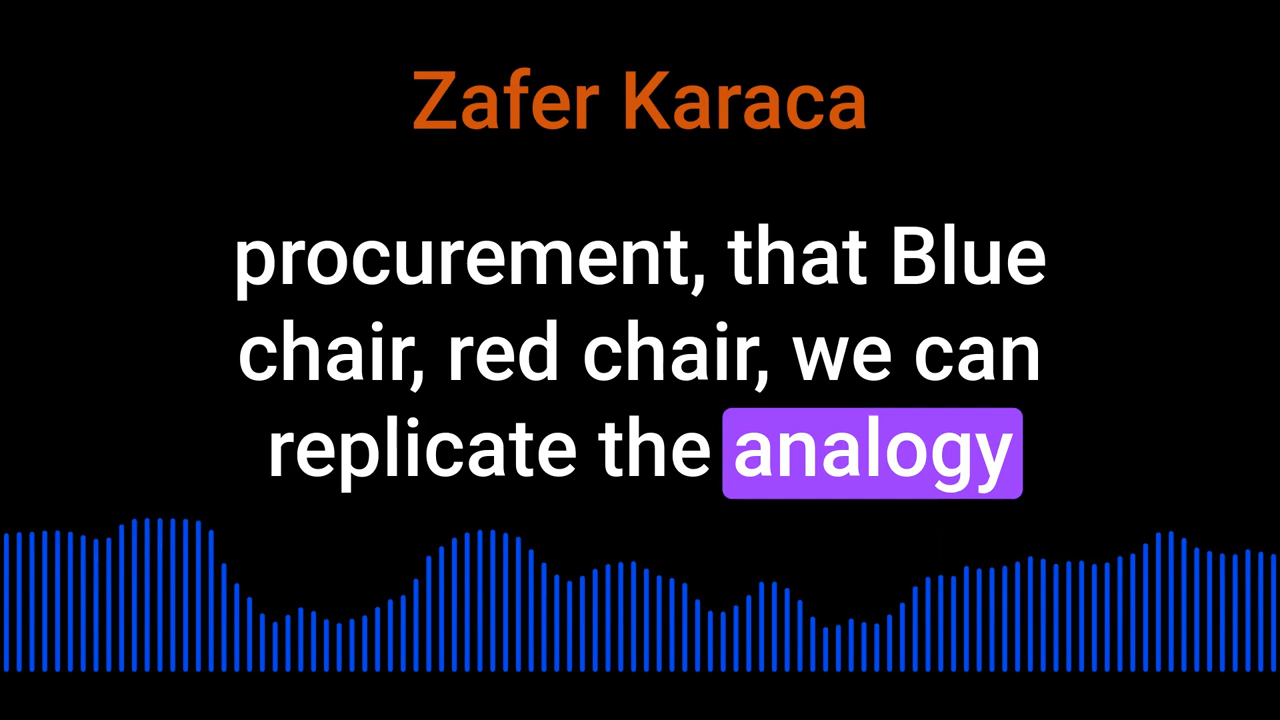 Zafer Karaca
procurement, that Blue
chair, red chair, we can
replicate the analogy